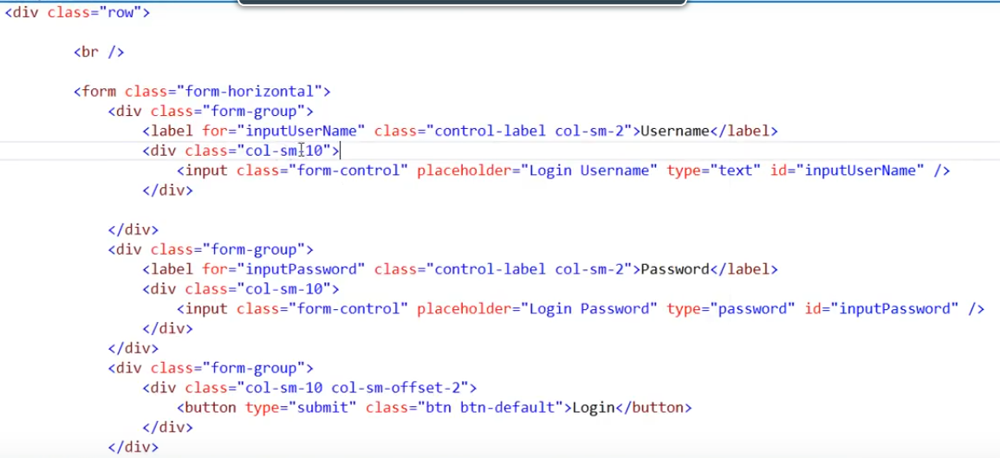 <div class="row">
<br />
<form class="form-horizontal">
<div class="form-group">
<label for="inputUserName" class="control-label col-sm-2">Username</label>
<div class="col-sm-10">
<input class="form-control" placeholder="Login Username" type="text" id="inputUserName" />
</div>
</div>
<div class="form-group">
<label for="inputPassword" class="control-label col-sm-2">Password</label>
<div class="col-sm-10">
<input class="form-control" placeholder="Login Password" type="password" id="inputPassword" />
</div>
</div>
<div class="form-group">
<div class="col-sm-10 col-sm-offset-2">
<button type="submit" class="btn btn-default">Login</button>
</div>
</div>